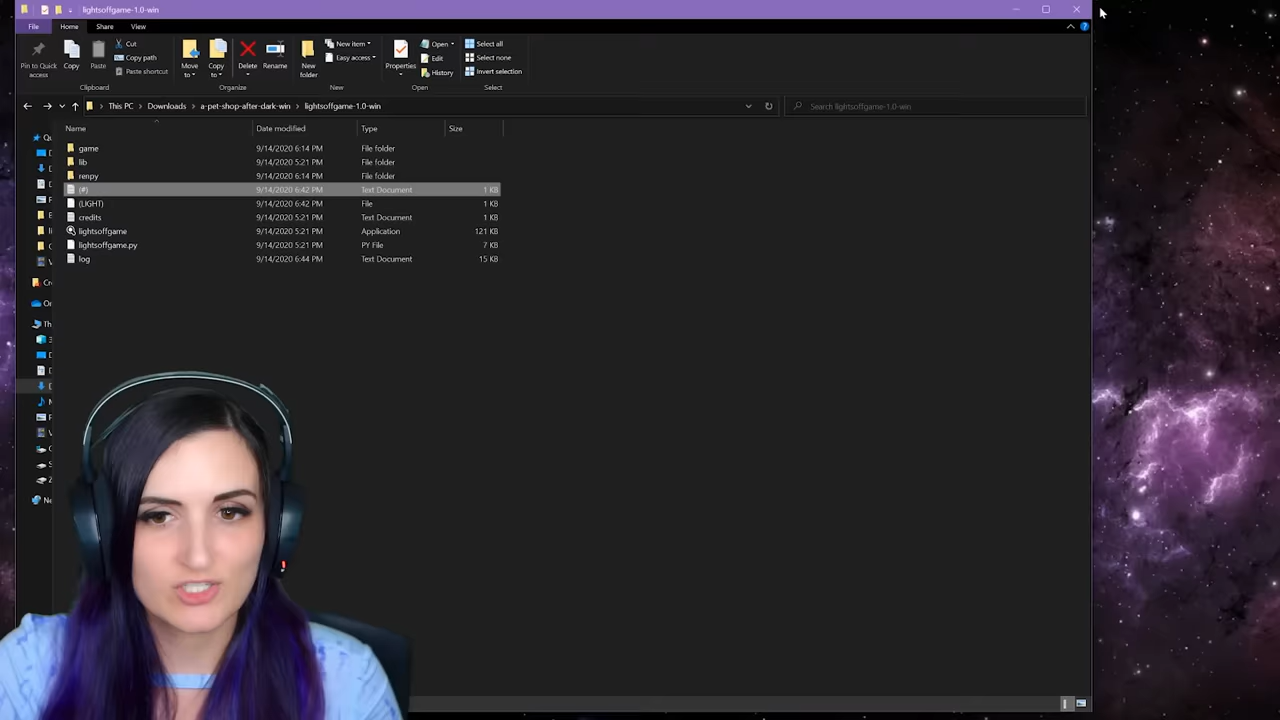 lightsoffgame-1.0-win
File Home Share View
Pin to Quick access
Copy
Paste
Cut
Copy path
Paste shortcut
Clipboard
Move to
Copy to
Delete
Rename
Organize
New folder
New item
Easy access
New
Properties
Open
Edit
History
Open
Select all
Select none
Invert selection
Select
This PC > Downloads > a-pet-shop-after-dark-win > lightsoffgame-1.0-win
Search lightsoffgame-1.0-win
Name Date modified Type Size
game 9/14/2020 6:14 PM File folder
lib 9/14/2020 5:21 PM File folder
renpy 9/14/2020 6:14 PM File folder
(#) 9/14/2020 6:42 PM Text Document 1 KB
(LIGHT) 9/14/2020 6:42 PM File 1 KB
credits 9/14/2020 5:21 PM Text Document 1 KB
lightsoffgame 9/14/2020 5:21 PM Application 121 KB
lightsoffgame.py 9/14/2020 5:21 PM PY File 7 KB
log 9/14/2020 6:44 PM Text Document 15 KB